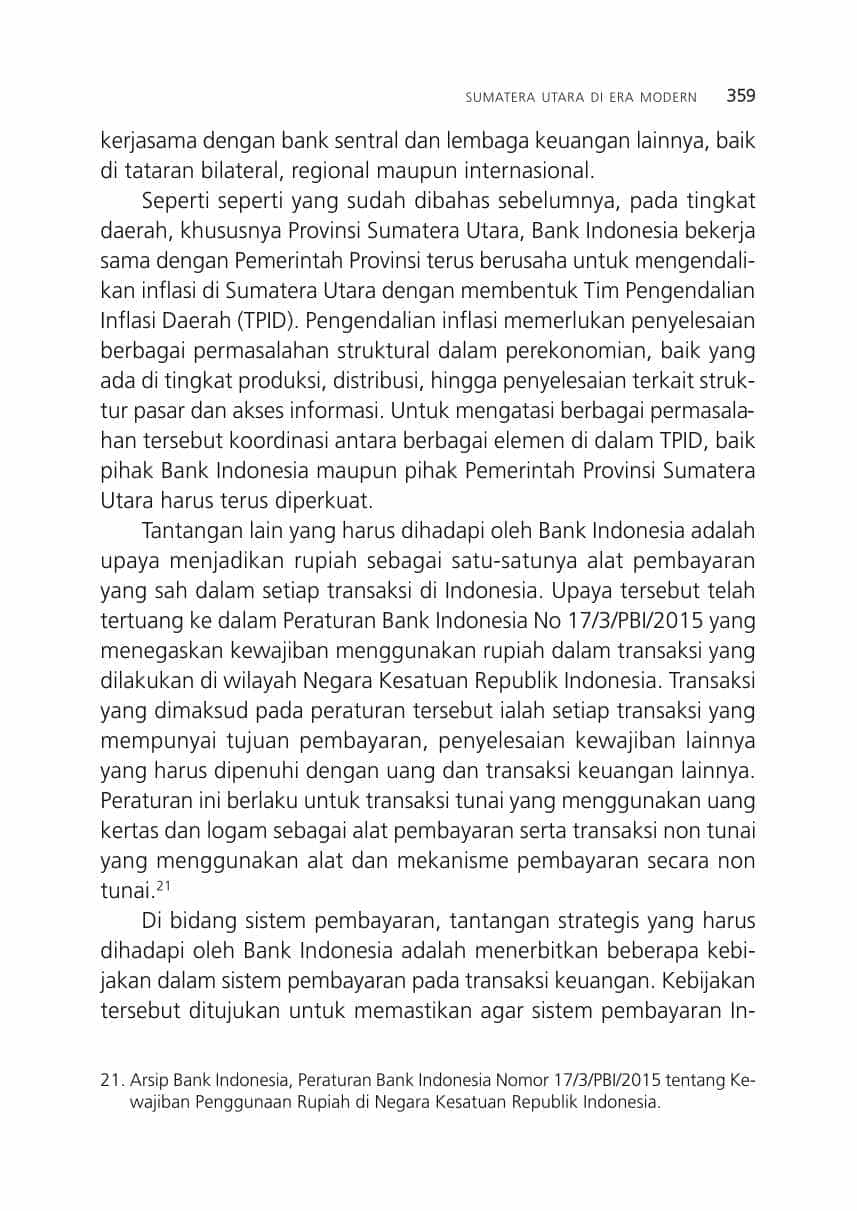 SUMATERA UTARA DI ERA MODERN 359
kerjasama dengan bank sentral dan lembaga keuangan lainnya, baik
di tataran bilateral, regional maupun internasional.
Seperti seperti yang sudah dibahas sebelumnya, pada tingkat
daerah, khususnya Provinsi Sumatera Utara, Bank Indonesia bekerja
sama dengan Pemerintah Provinsi terus berusaha untuk mengendali-
kan inflasi di Sumatera Utara dengan membentuk Tim Pengendalian
Inflasi Daerah (TPID). Pengendalian inflasi memerlukan penyelesaian
berbagai permasalahan struktural dalam perekonomian, baik yang
ada di tingkat produksi, distribusi, hingga penyelesaian terkait struk-
tur pasar dan akses informasi. Untuk mengatasi berbagai permasala-
han tersebut koordinasi antara berbagai elemen di dalam TPID, baik
pihak Bank Indonesia maupun pihak Pemerintah Provinsi Sumatera
Utara harus terus diperkuat.
Tantangan lain yang harus dihadapi oleh Bank Indonesia adalah
upaya menjadikan rupiah sebagai satu-satunya alat pembayaran
yang sah dalam setiap transaksi di Indonesia. Upaya tersebut telah
tertuang ke dalam Peraturan Bank Indonesia No 17/3/PBI/2015 yang
menegaskan kewajiban menggunakan rupiah dalam transaksi yang
dilakukan di wilayah Negara Kesatuan Republik Indonesia. Transaksi
yang dimaksud pada peraturan tersebut ialah setiap transaksi yang
mempunyai tujuan pembayaran, penyelesaian kewajiban lainnya
yang harus dipenuhi dengan uang dan transaksi keuangan lainnya.
Peraturan ini berlaku untuk transaksi tunai yang menggunakan uang
kertas dan logam sebagai alat pembayaran serta transaksi non tunai
yang menggunakan alat dan mekanisme pembayaran secara non
tunai.21
Di bidang sistem pembayaran, tantangan strategis yang harus
dihadapi oleh Bank Indonesia adalah menerbitkan beberapa kebi-
jakan dalam sistem pembayaran pada transaksi keuangan. Kebijakan
tersebut ditujukan untuk memastikan agar sistem pembayaran In-
21. Arsip Bank Indonesia, Peraturan Bank Indonesia Nomor 17/3/PBI/2015 tentang Ke-
wajiban Penggunaan Rupiah di Negara Kesatuan Republik Indonesia.